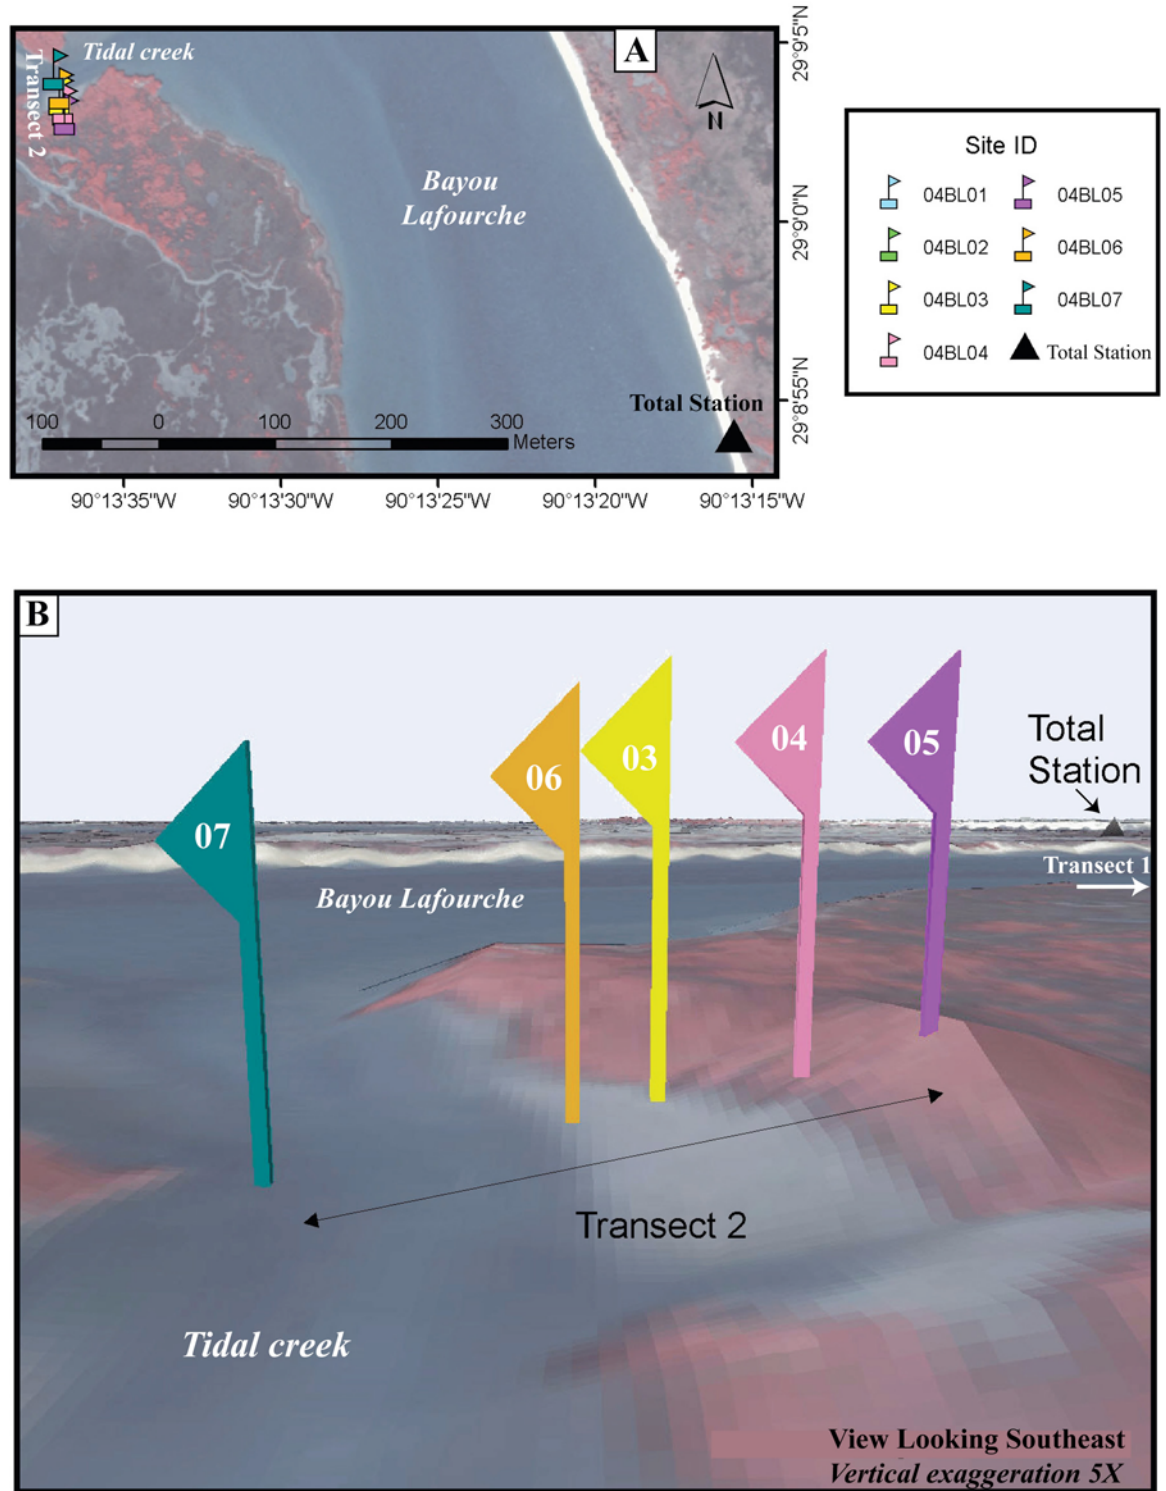 A
Tidal creek
Transect 2
Bayou
Lafourche
N
Total Station
100 0 100 200 300
Meters
29°9'5"N
29°9'0"N
29°8'55"N
90°13'35"W 90°13'30"W 90°13'25"W 90°13'20"W 90°13'15"W
Site ID
04BL01 04BL05
04BL02 04BL06
04BL03 04BL07
04BL04 Total Station
B
07
06
03
04
05
Total
Station
Transect 1
Bayou Lafourche
Transect 2
Tidal creek
View Looking Southeast
Vertical exaggeration 5X